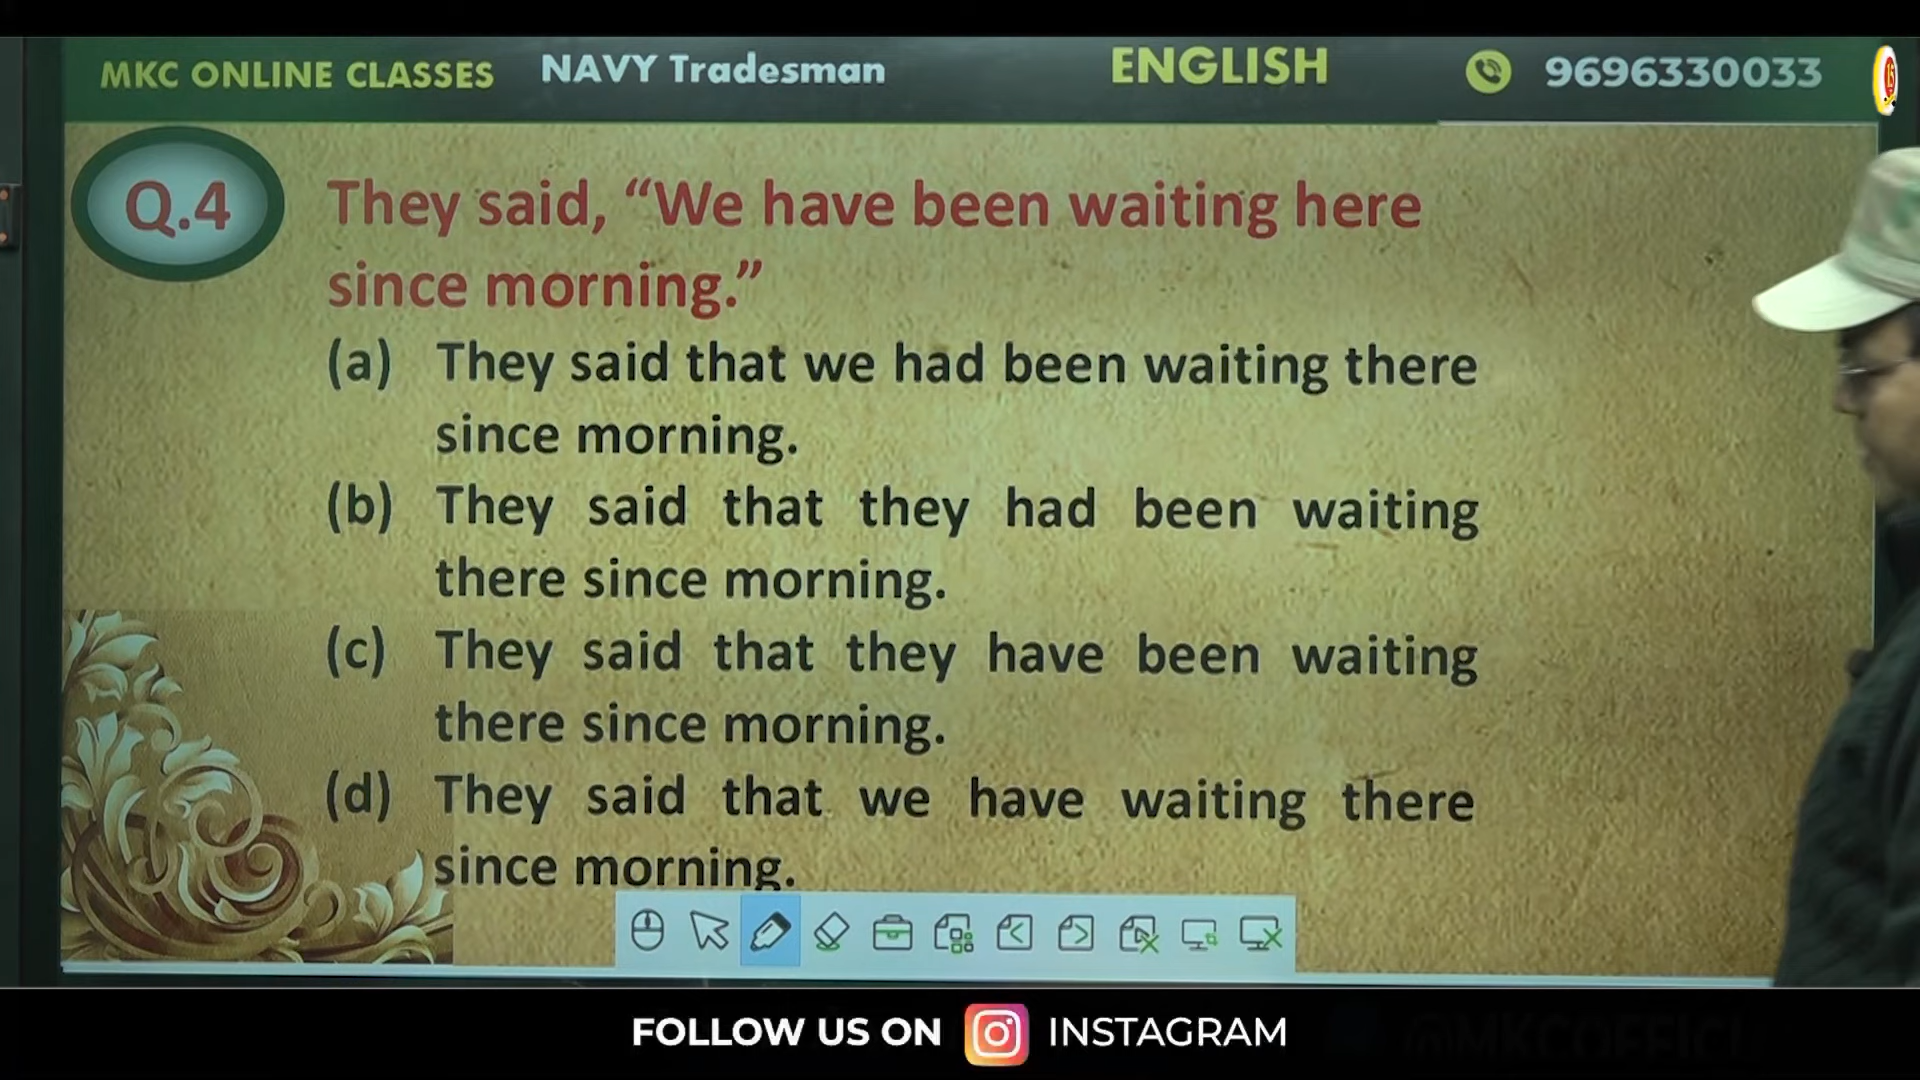 MKC ONLINE CLASSES NAVY Tradesman ENGLISH 9696330033
Q.4 They said, “We have been waiting here
since morning.”
(a) They said that we had been waiting there
since morning.
(b) They said that they had been waiting
there since morning.
(c) They said that they have been waiting
there since morning.
(d) They said that we have waiting there
since morning.
FOLLOW US ON INSTAGRAM